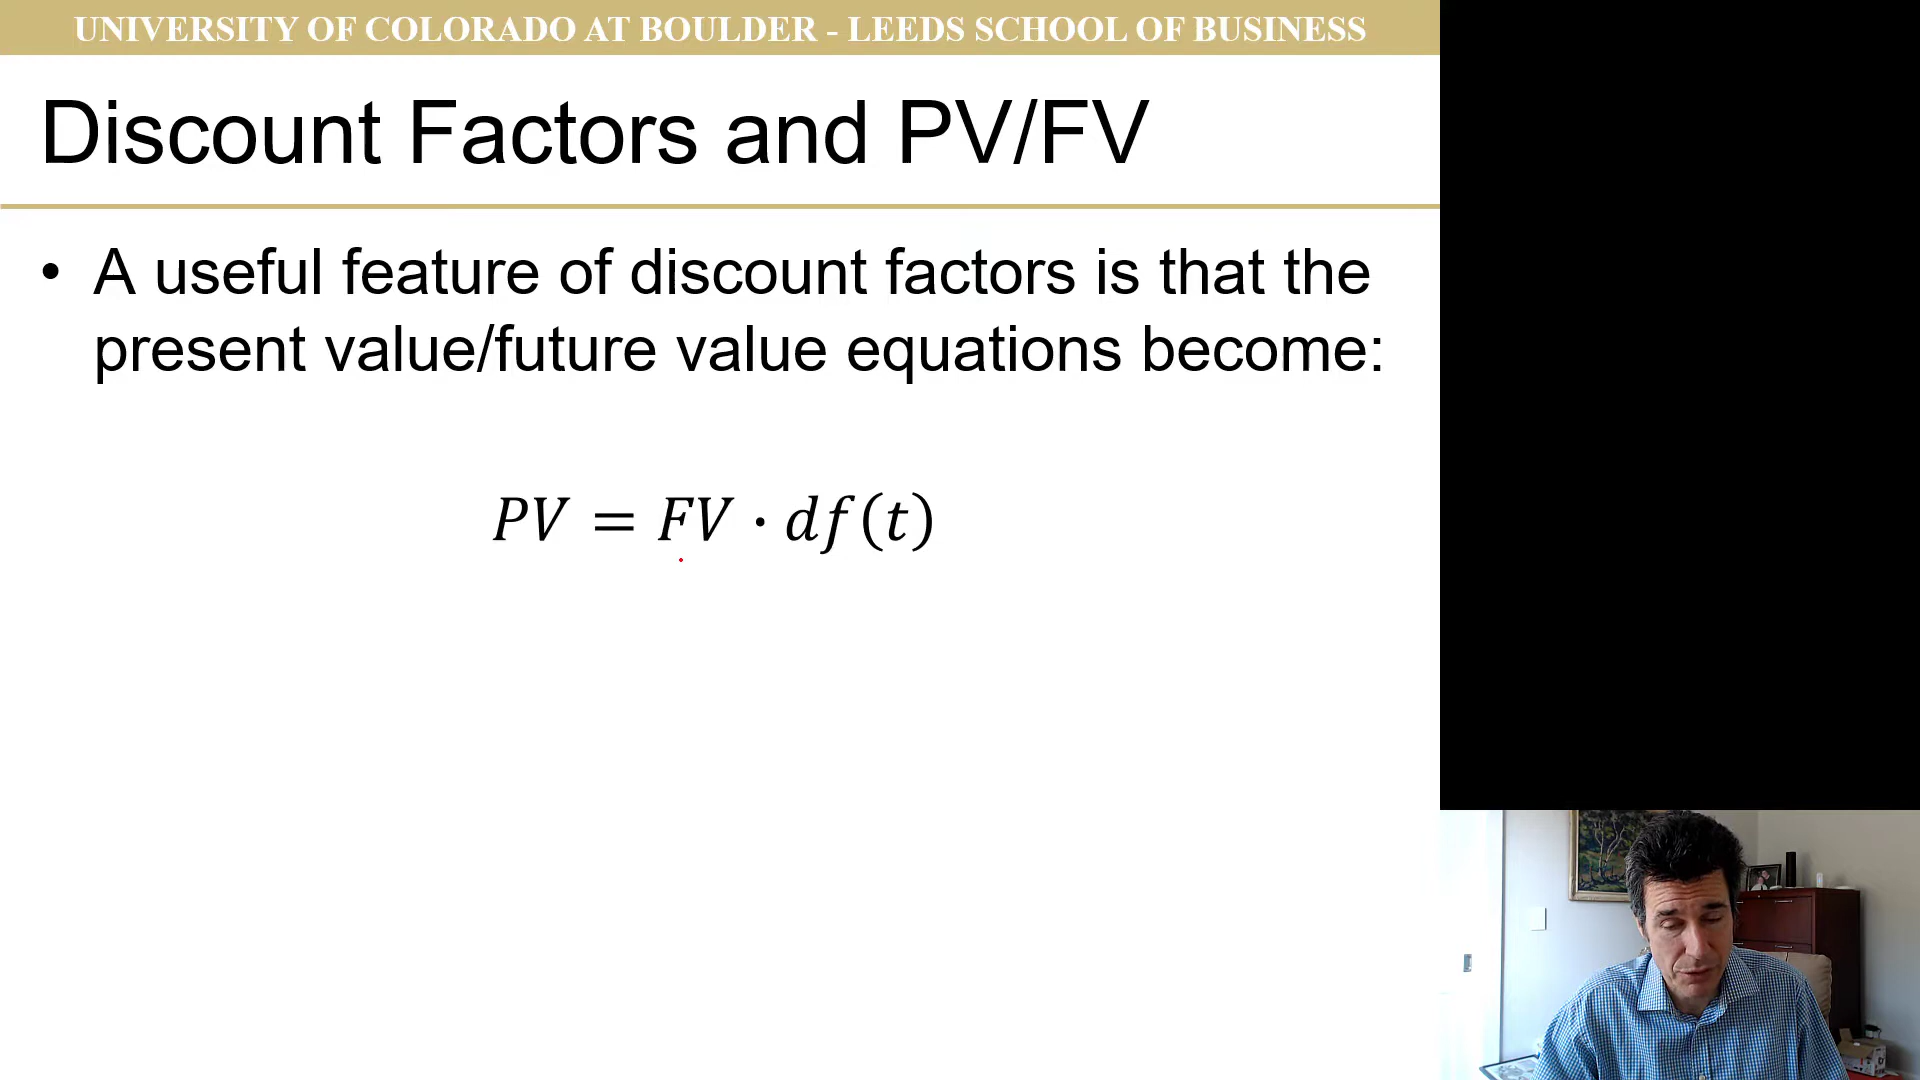 UNIVERSITY OF COLORADO AT BOULDER - LEEDS SCHOOL OF BUSINESS
Discount Factors and PV/FV
• A useful feature of discount factors is that the
present value/future value equations become:
PV = FV · df(t)